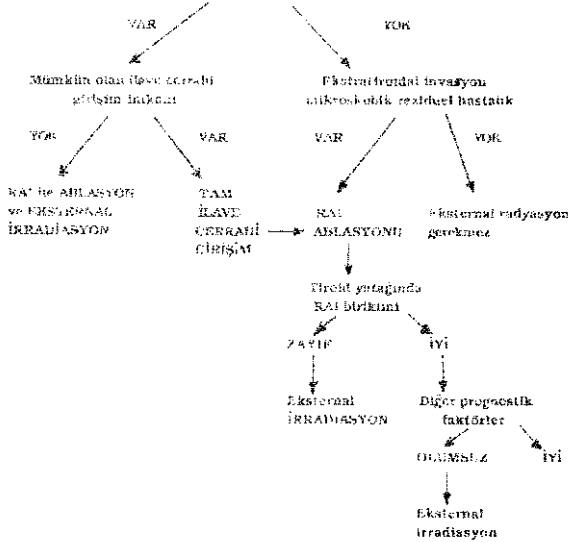 VAR
YOK
Mümkün olan ilave cerrahi
girişim imkanı
Ekstratiroidal invasyon
mikroskobik rezidüel hastalık
YOK
VAR
VAR
YOK
RAI ile ABLASYON
ve EKSTERNAL
İRRADİASYON
TAM
İLAVE
CERRAHİ
GİRİŞİM
RAI
ABLASYONU
Eksternal radyasyon
gerekmez
Tiroid yatağında
RAI birikimi
ZAYIF
İYİ
Eksternal
İRRADİASYON
Diğer prognostik
faktörler
OLUMSUZ
İYİ
Eksternal
irradiasyon